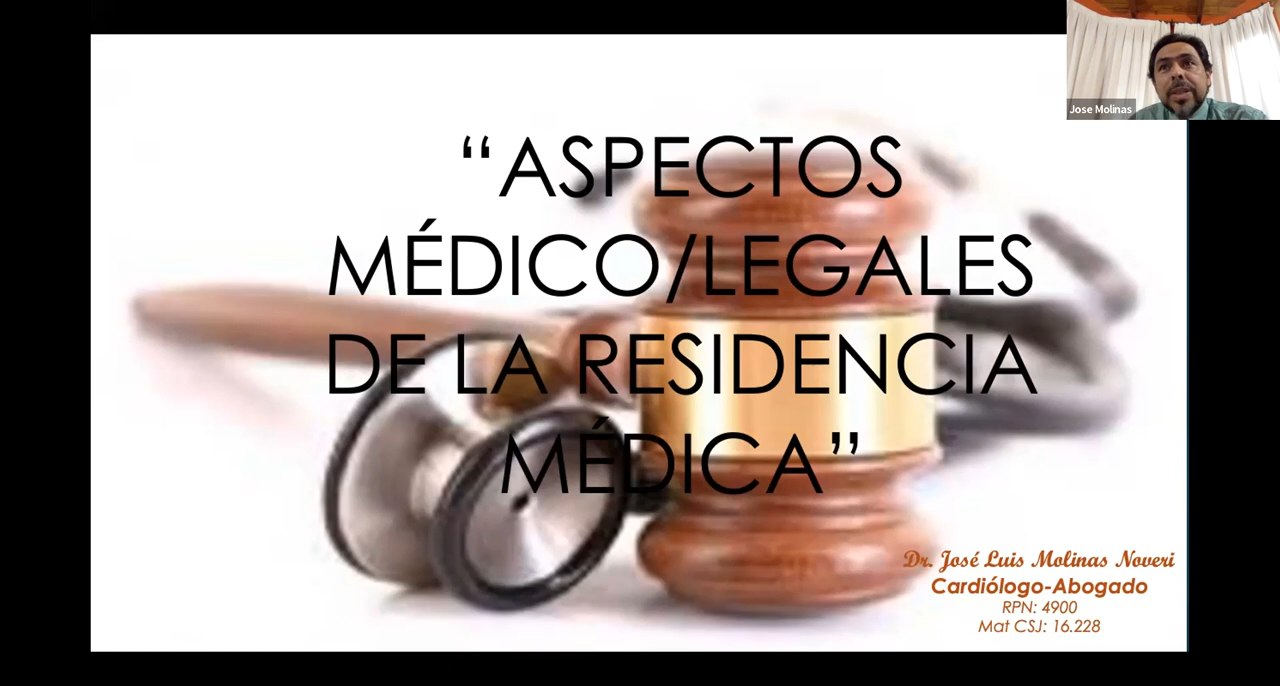 Jose Molinas
“ASPECTOS
MÉDICO/LEGALES
DE LA RESIDENCIA
MÉDICA”
Dr. José Luis Molinas Noveri
Cardiólogo-Abogado
RPN: 4900
Mat CSJ: 16.228